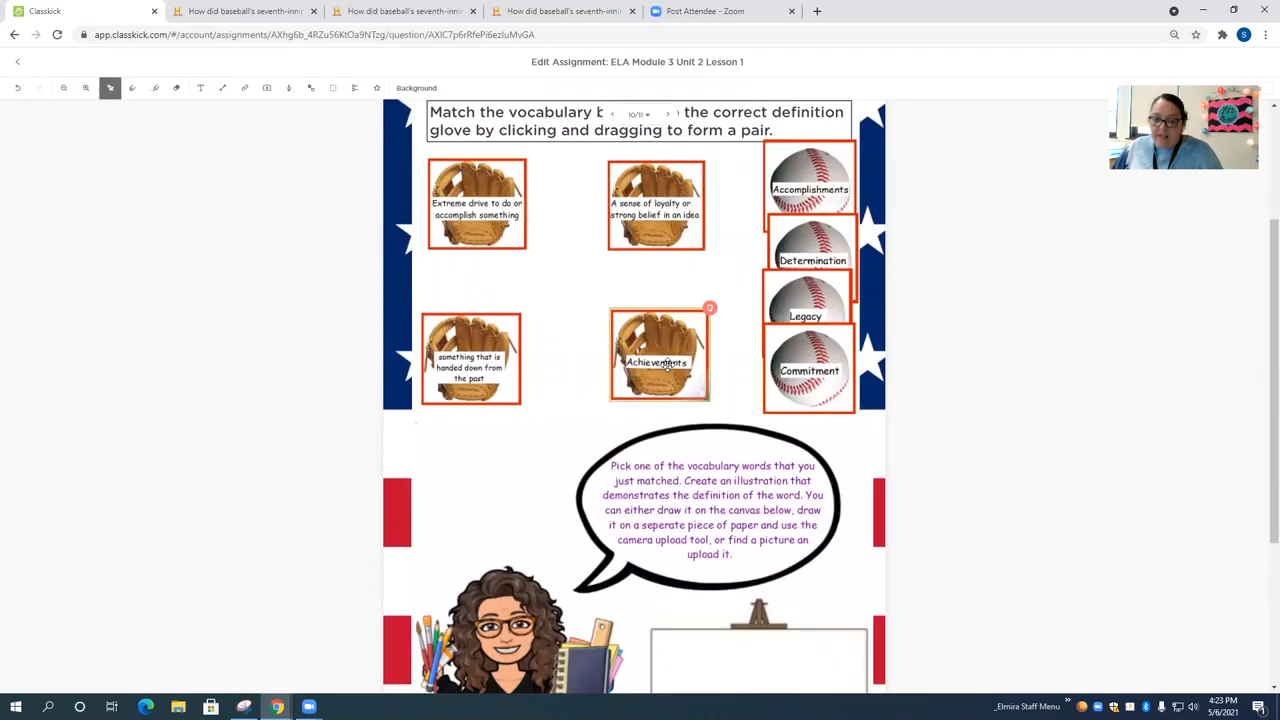 Classkick
How did baseball's seventh-innin
How did baseball's seventh-innin
How did baseball's seventh-innin
Post Attendee - Zoom
app.classkick.com/#/account/assignments/AXhg6b_4RZu56KtOa9NTzg/question/AXlC7p6rRfePi6ezluMvGA
S
Edit Assignment: ELA Module 3 Unit 2 Lesson 1
Background
Match the vocabulary b the correct definition
10/11
glove by clicking and dragging to form a pair.
Extreme drive to do or
accomplish something
A sense of loyalty or
strong belief in an idea
Accomplishments
Determination
Legacy
Commitment
something that is
handed down from
the past
Achievements
Pick one of the vocabulary words that you
just matched. Create an illustration that
demonstrates the definition of the word. You
can either draw it on the canvas below, draw
it on a seperate piece of paper and use the
camera upload tool, or find a picture an
upload it.
_Elmira Staff Menu
4:23 PM
5/6/2021